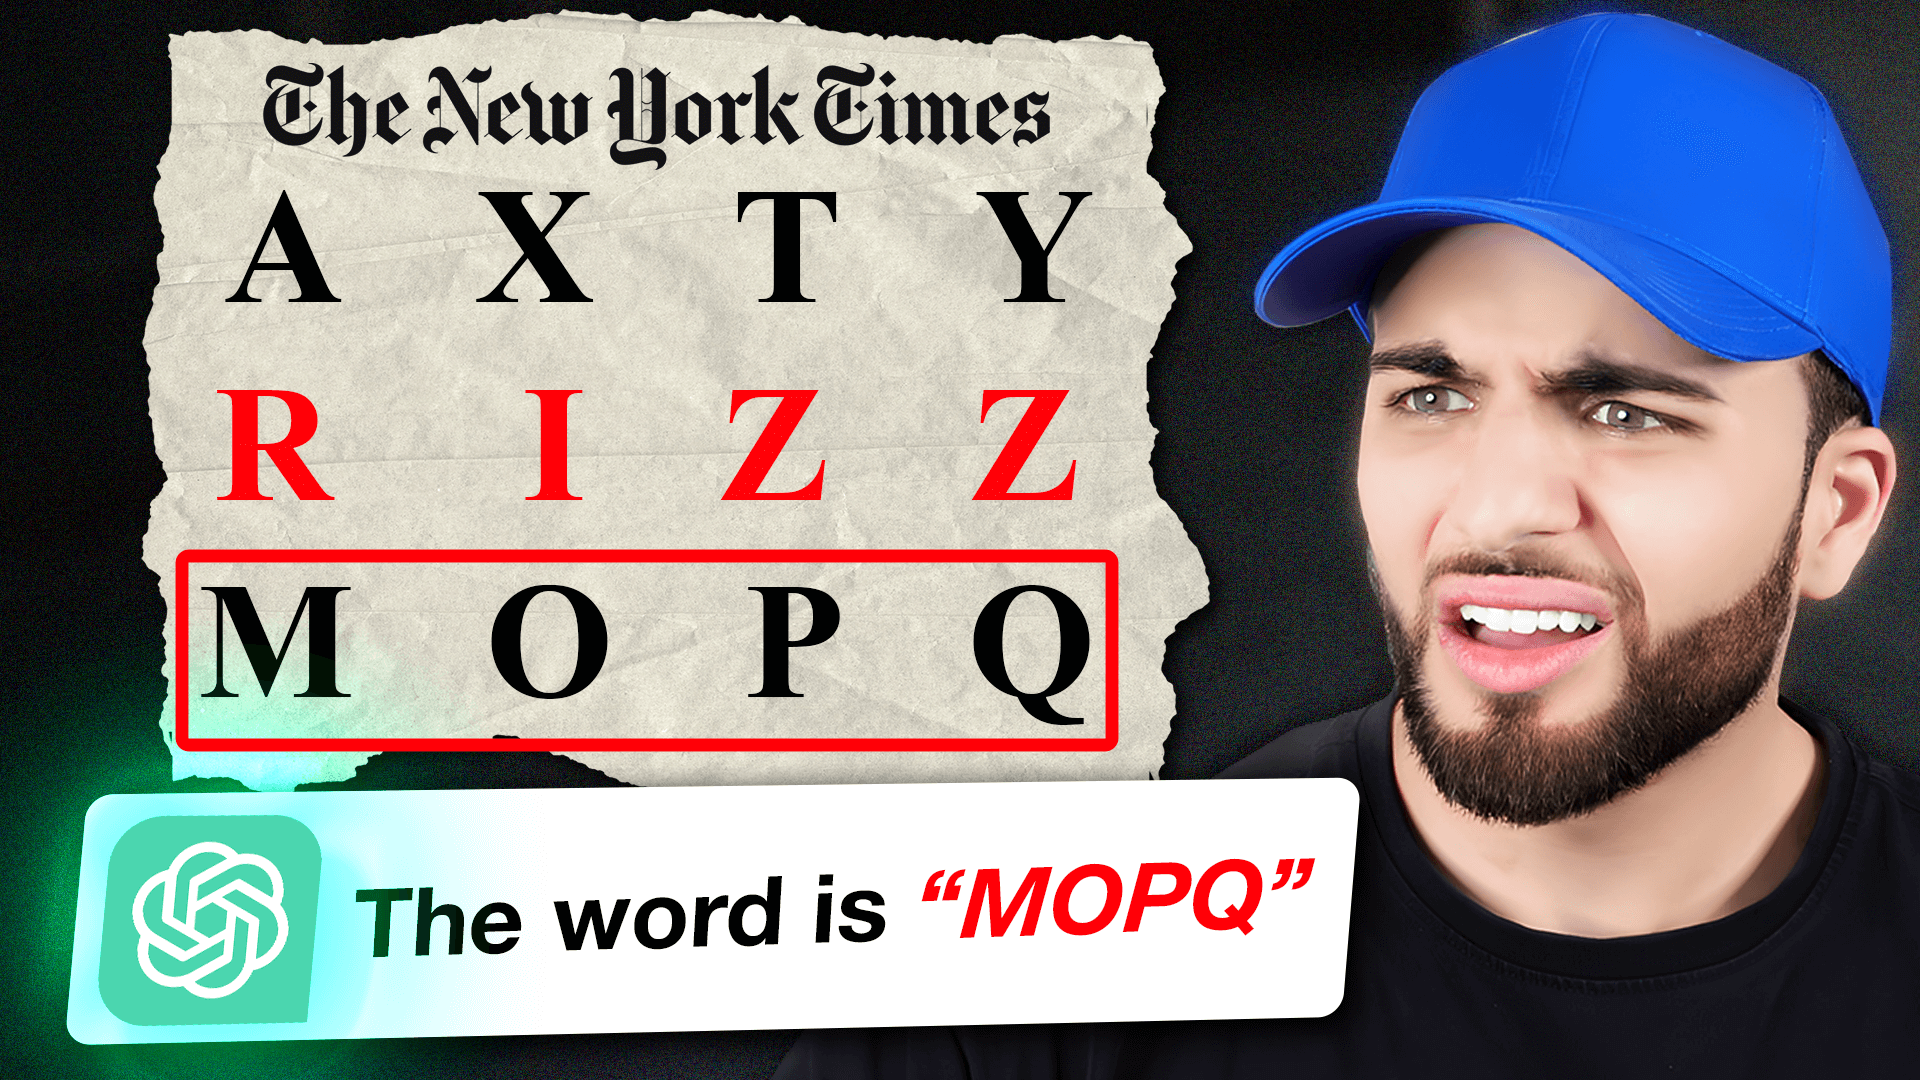 The New York Times
A X T Y
R I Z Z
M O P Q
The word is “MOPQ”